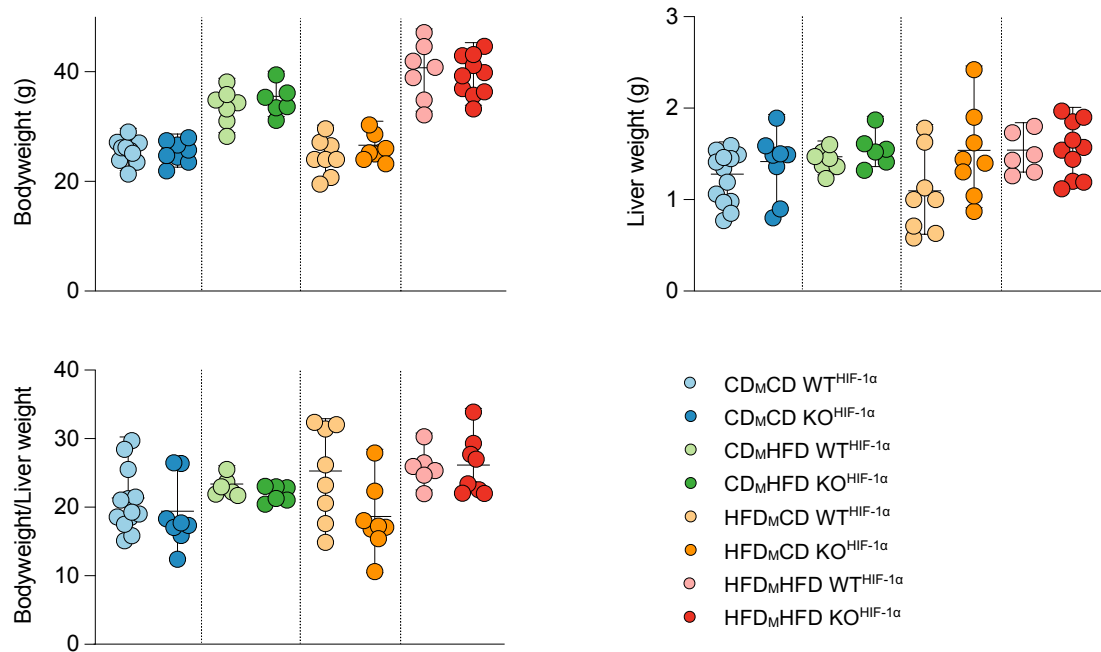 Bodyweight (g)
40
20
0
Liver weight (g)
3
2
1
0
Bodyweight/Liver weight
40
30
20
10
0
CDMCD WTHIF-1α
CDMCD KOHIF-1α
CDMHFD WTHIF-1α
CDMHFD KOHIF-1α
HFDMCD WTHIF-1α
HFDMCD KOHIF-1α
HFDMHFD WTHIF-1α
HFDMHFD KOHIF-1α